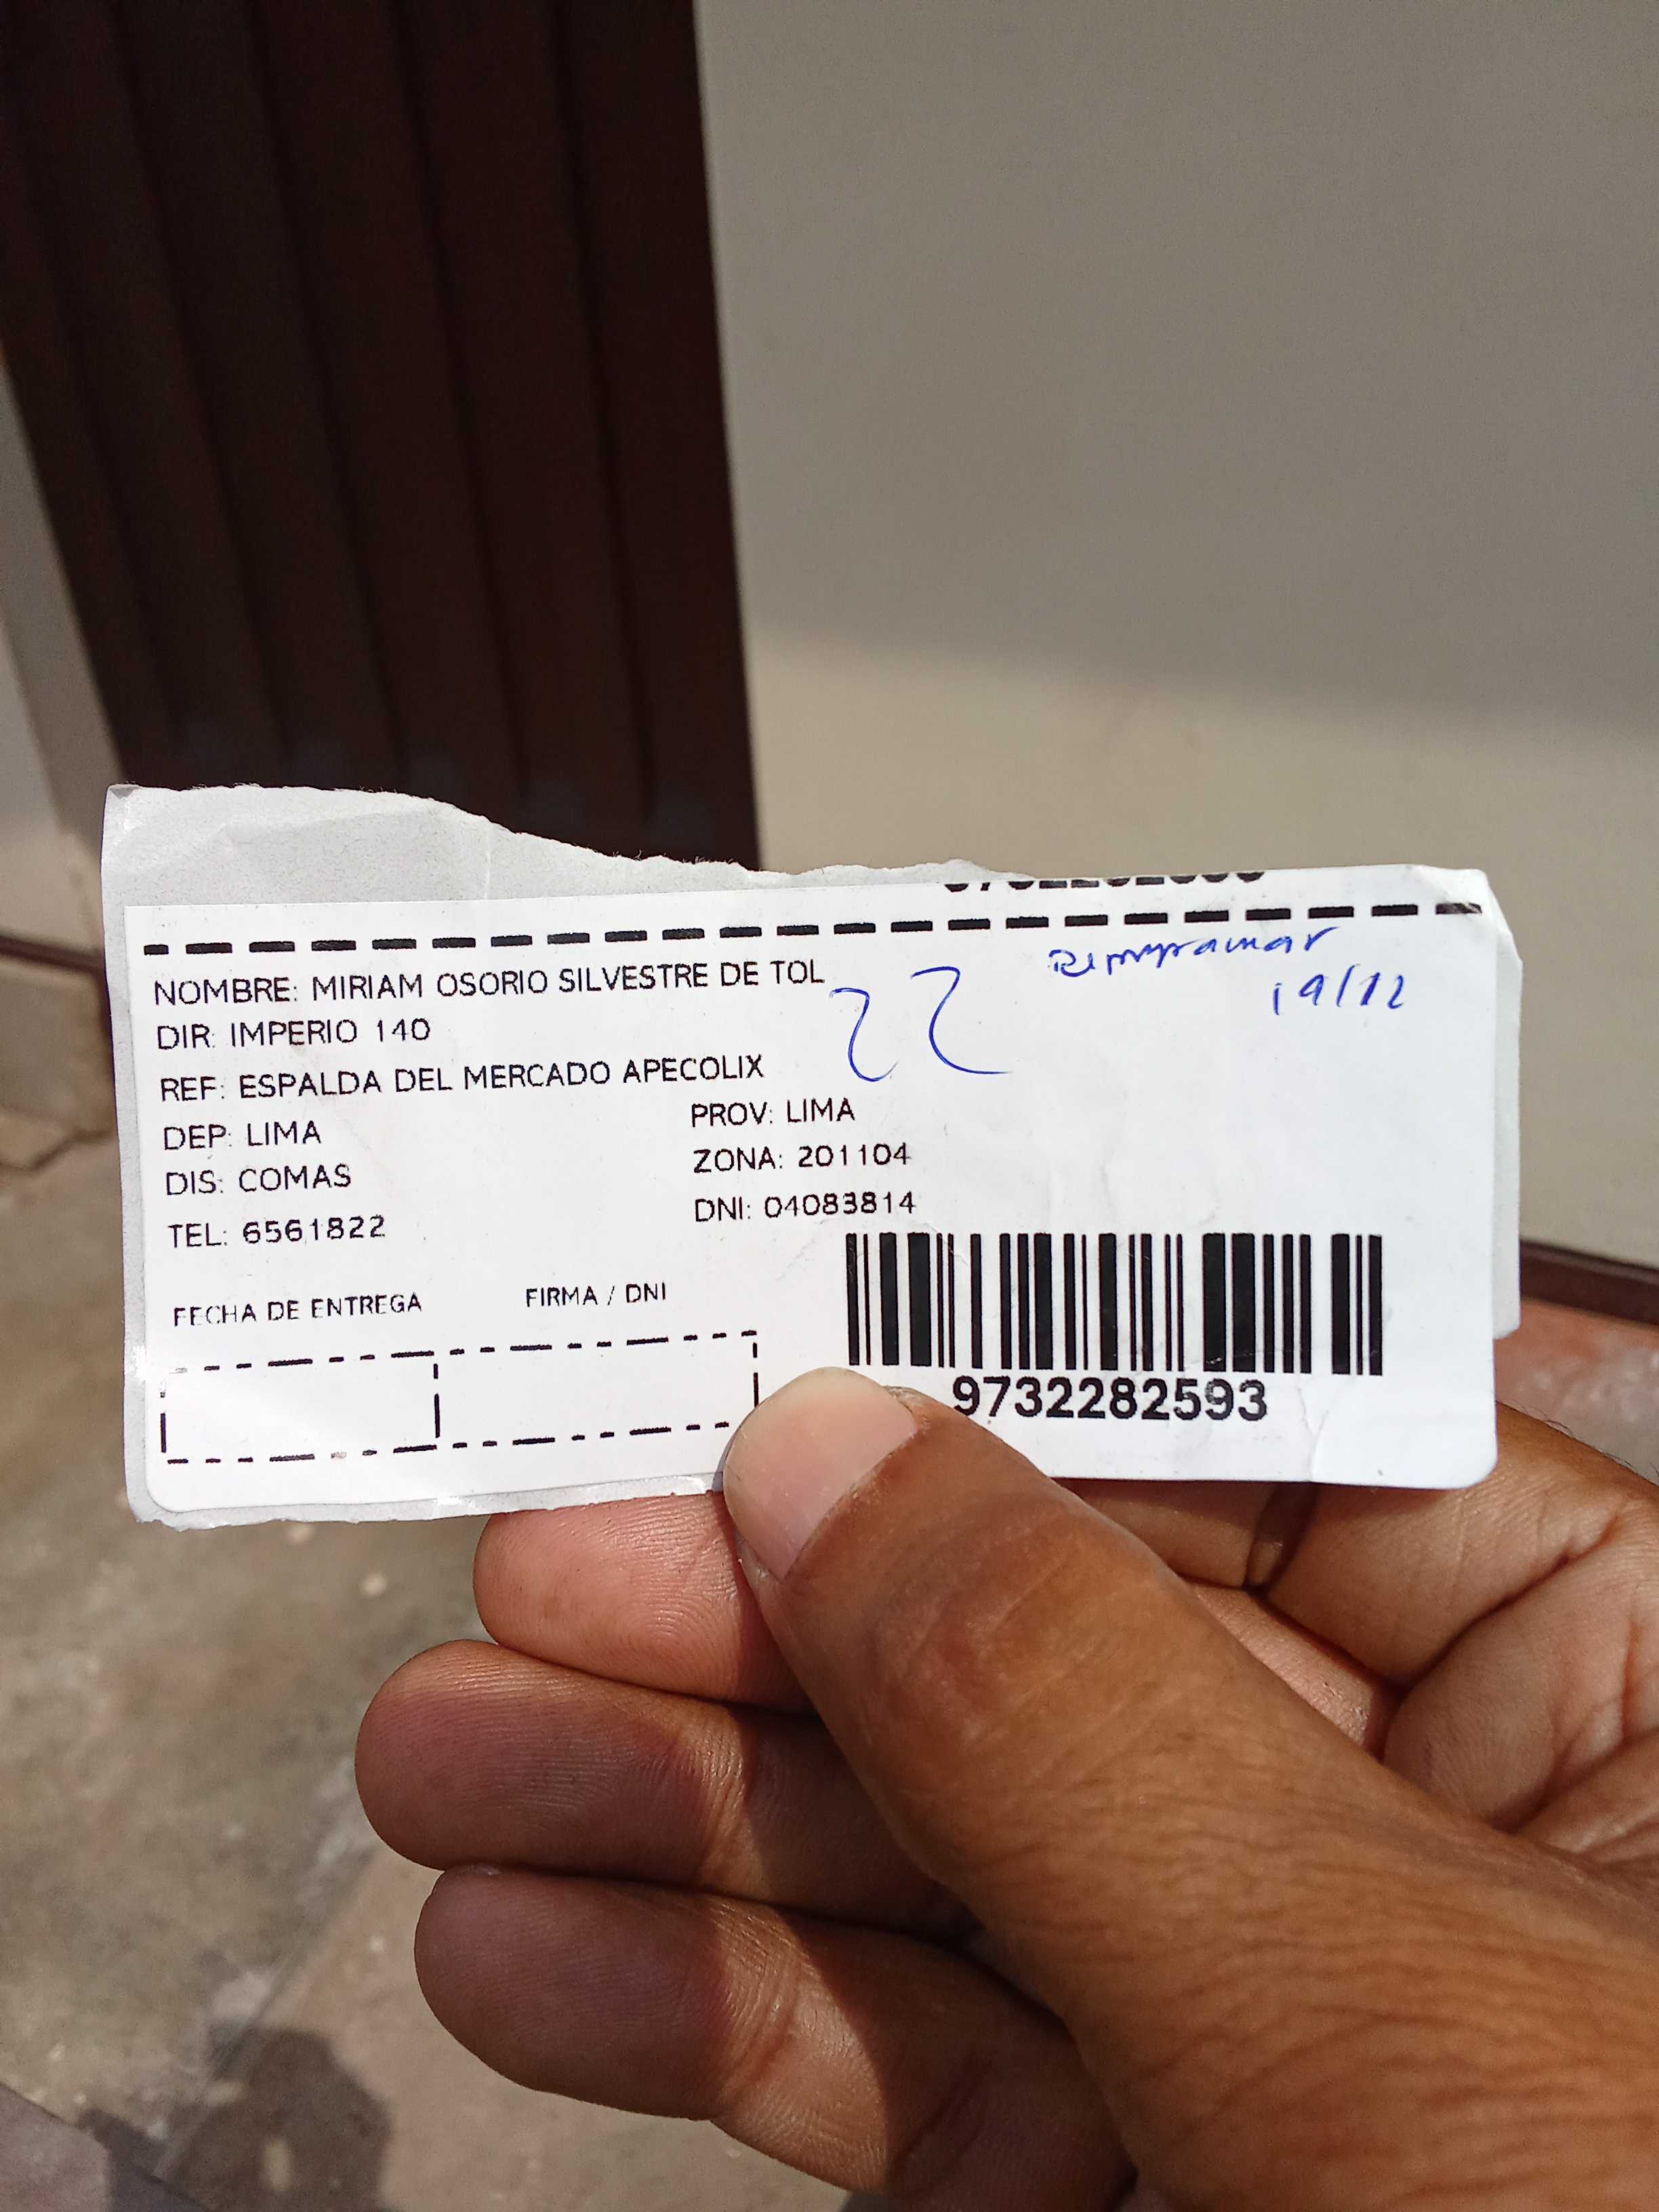 NOMBRE: MIRIAM OSORIO SILVESTRE DE TOL
DIR: IMPERIO 140
REF: ESPALDA DEL MERCADO APECOLIX
DEP: LIMA
PROV: LIMA
DIS: COMAS
ZONA: 201104
TEL: 6561822
DNI: 04083814
22
Reprogramar
19/12
FECHA DE ENTREGA
FIRMA / DNI
9732282593